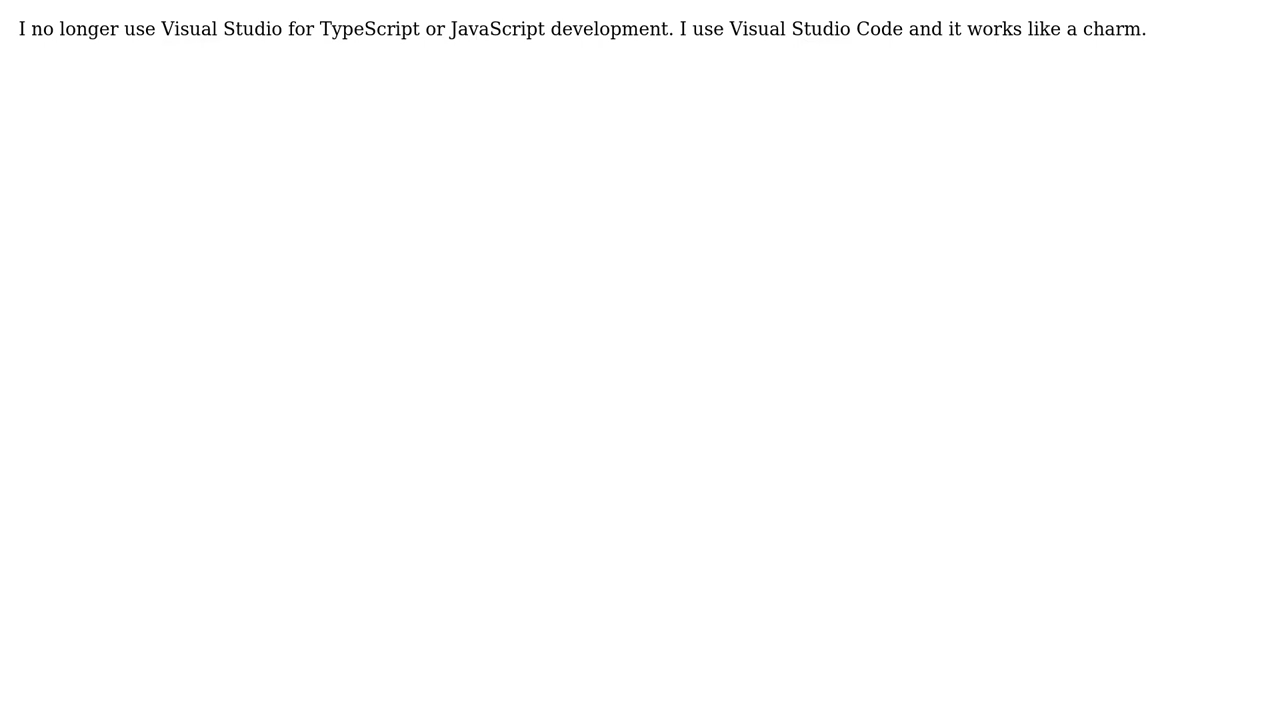 I no longer use Visual Studio for TypeScript or JavaScript development. I use Visual Studio Code and it works like a charm.